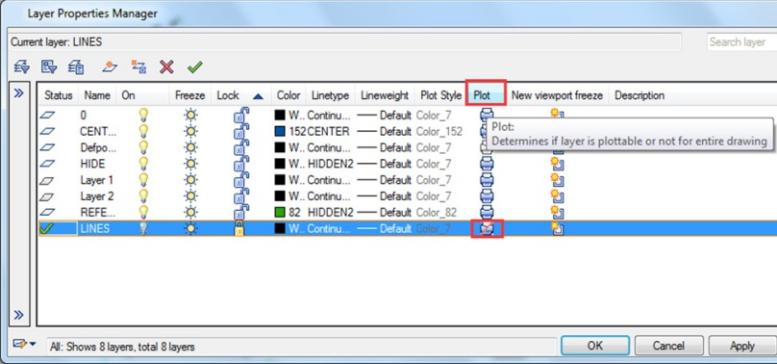 Layer Properties Manager
Current layer: LINES
Search layer
Status Name On Freeze Lock Color Linetype Lineweight Plot Style Plot New viewport freeze Description
0 W.. Continu... Default Color_7
CENT... 152 CENTER Default Color_152
Defpo... W.. Continu... Default Color_7
HIDE W.. HIDDEN2 Default Color_7
Layer 1 W.. Continu... Default Color_7
Layer 2 W.. Continu... Default Color_7
REFE... 82 HIDDEN2 Default Color_82
LINES W.. Continu... Default Color_7
Plot:
Determines if layer is plottable or not for entire drawing
All: Shows 8 layers, total 8 layers
OK Cancel Apply